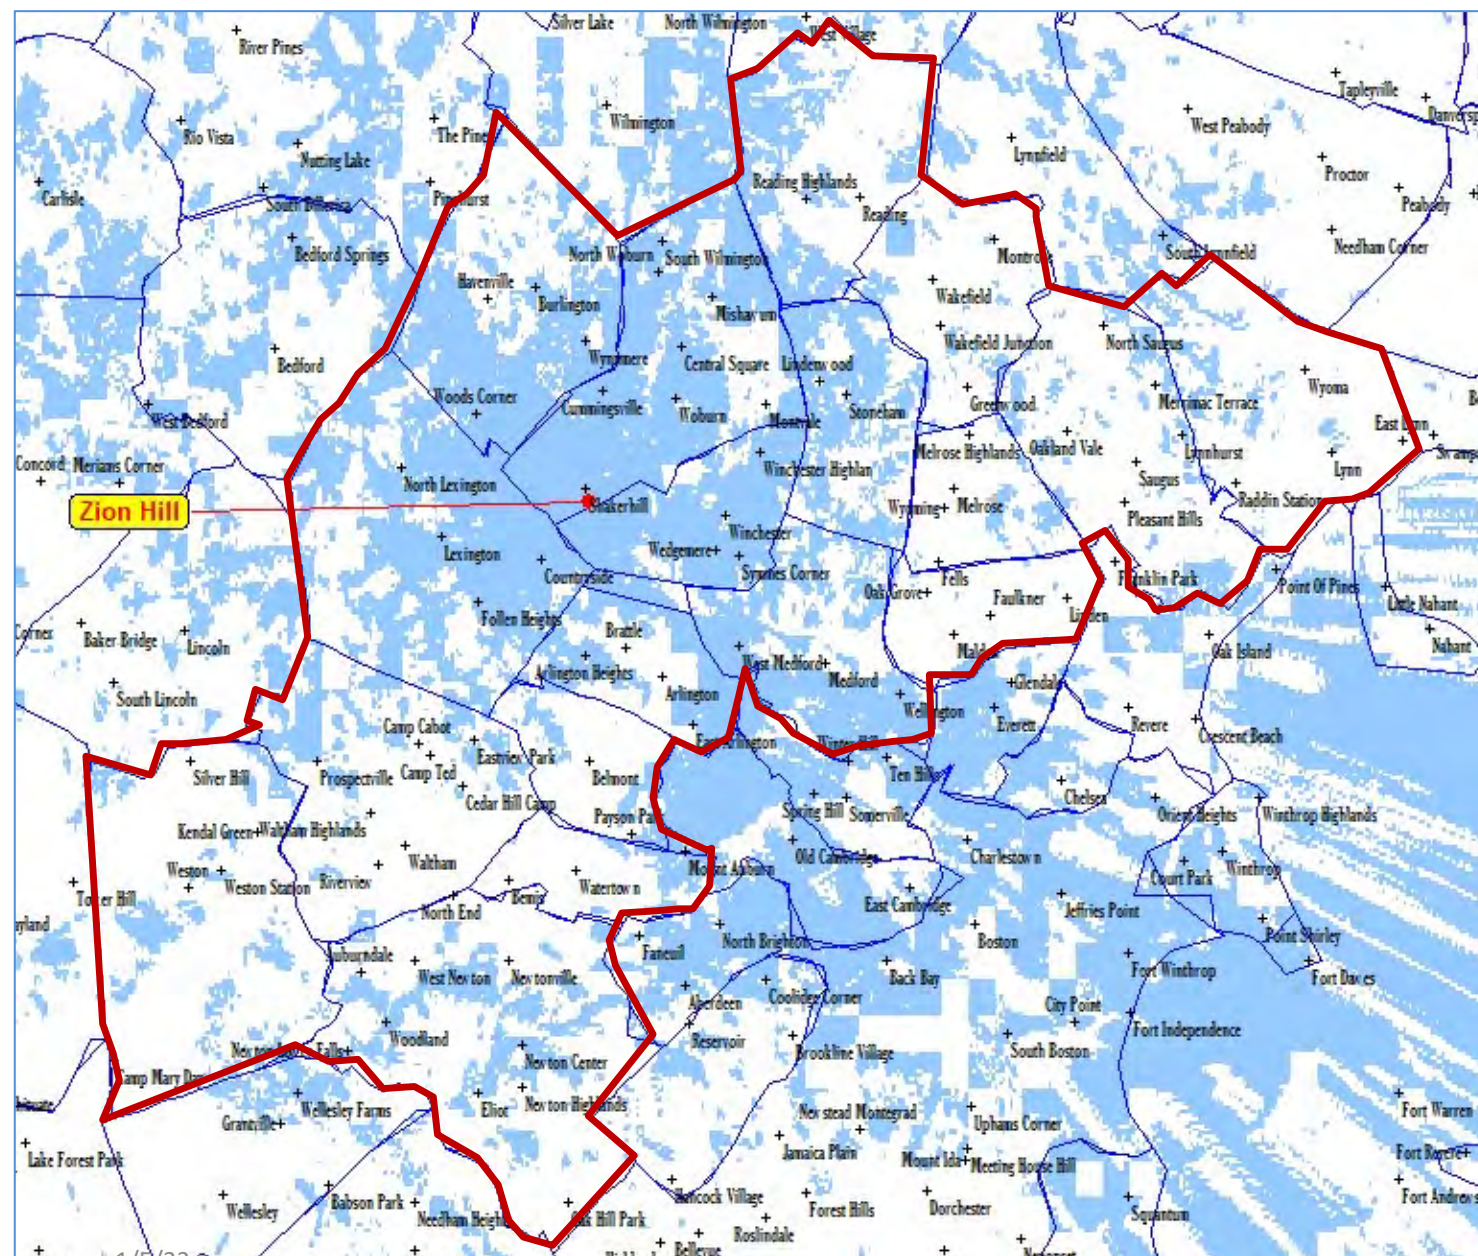 Silver Lake
North Wilmington
West Village
River Pines
Tapleyville
Wilmington
West Peabody
Rio Vista
Nutting Lake
Lynnfield
Proctor
Carlisle
South Billerica
Reading Highlands
Reading
Peabody
Bedford Springs
North Woburn
South Wilmington
South Lynnfield
Needham Corner
Havenville
Burlington
Mishawum
Wakefield
Bedford
Wynnmere
Central Square
Lindenwood
Wakefield Junction
North Saugus
Wyoma
Woods Corner
Cummingsville
Woburn
Montvale
Stoneham
Greenwood
Merrimac Terrace
West Bedford
East Lynn
Concord
Meriams Corner
North Lexington
Winchester Highlan
Melrose Highlands
Oakland Vale
Lynnhurst
Lynn
Saugus
Raddin Station
Zion Hill
Shakerhill
Wyoming
Melrose
Pleasant Hills
Lexington
Winchester
Wedgemere
Symmes Corner
Countryside
Fells
Franklin Park
Point Of Pines
Oak Grove
Faulkner
Linden
Little Nahant
Follen Heights
Brattle
Corner
Baker Bridge
Lincoln
Arlington Heights
West Medford
Medford
Oak Island
Nahant
South Lincoln
Arlington
Wellington
Glendale
Everett
Revere
Crescent Beach
Camp Cabot
Eastview Park
East Arlington
Winter Hill
Silver Hill
Prospectville
Camp Ted
Belmont
Ten Hills
Chelsea
Cedar Hill Camp
Payson Park
Spring Hill
Somerville
Orient Heights
Winthrop Highlands
Kendal Green
Waltham Highlands
Waltham
Old Cambridge
Charlestown
Weston
Weston Station
Riverview
Mount Auburn
Court Park
Winthrop
Tower Hill
North End
Bemis
Watertown
East Cambridge
Jeffries Point
ayland
Auburndale
Faneuil
North Brighton
Boston
Point Shirley
West Newton
Newtonville
Back Bay
Fort Winthrop
Fort Dawes
Aberdeen
Coolidge Corner
City Point
Woodland
Reservoir
Brookline Village
South Boston
Fort Independence
Newton Center
Wellesley Farms
Eliot
Newton Highlands
Newstead Montegrad
Uphams Corner
Fort Warren
Grantville
Lake Forest Park
Jamaica Plain
Mount Ida
Meeting House Hill
Fort Revere
Wellesley
Babson Park
Needham Heights
Oak Hill Park
Hancock Village
Forest Hills
Dorchester
Squantum
Fort Andrews
Roslindale
Bellevue